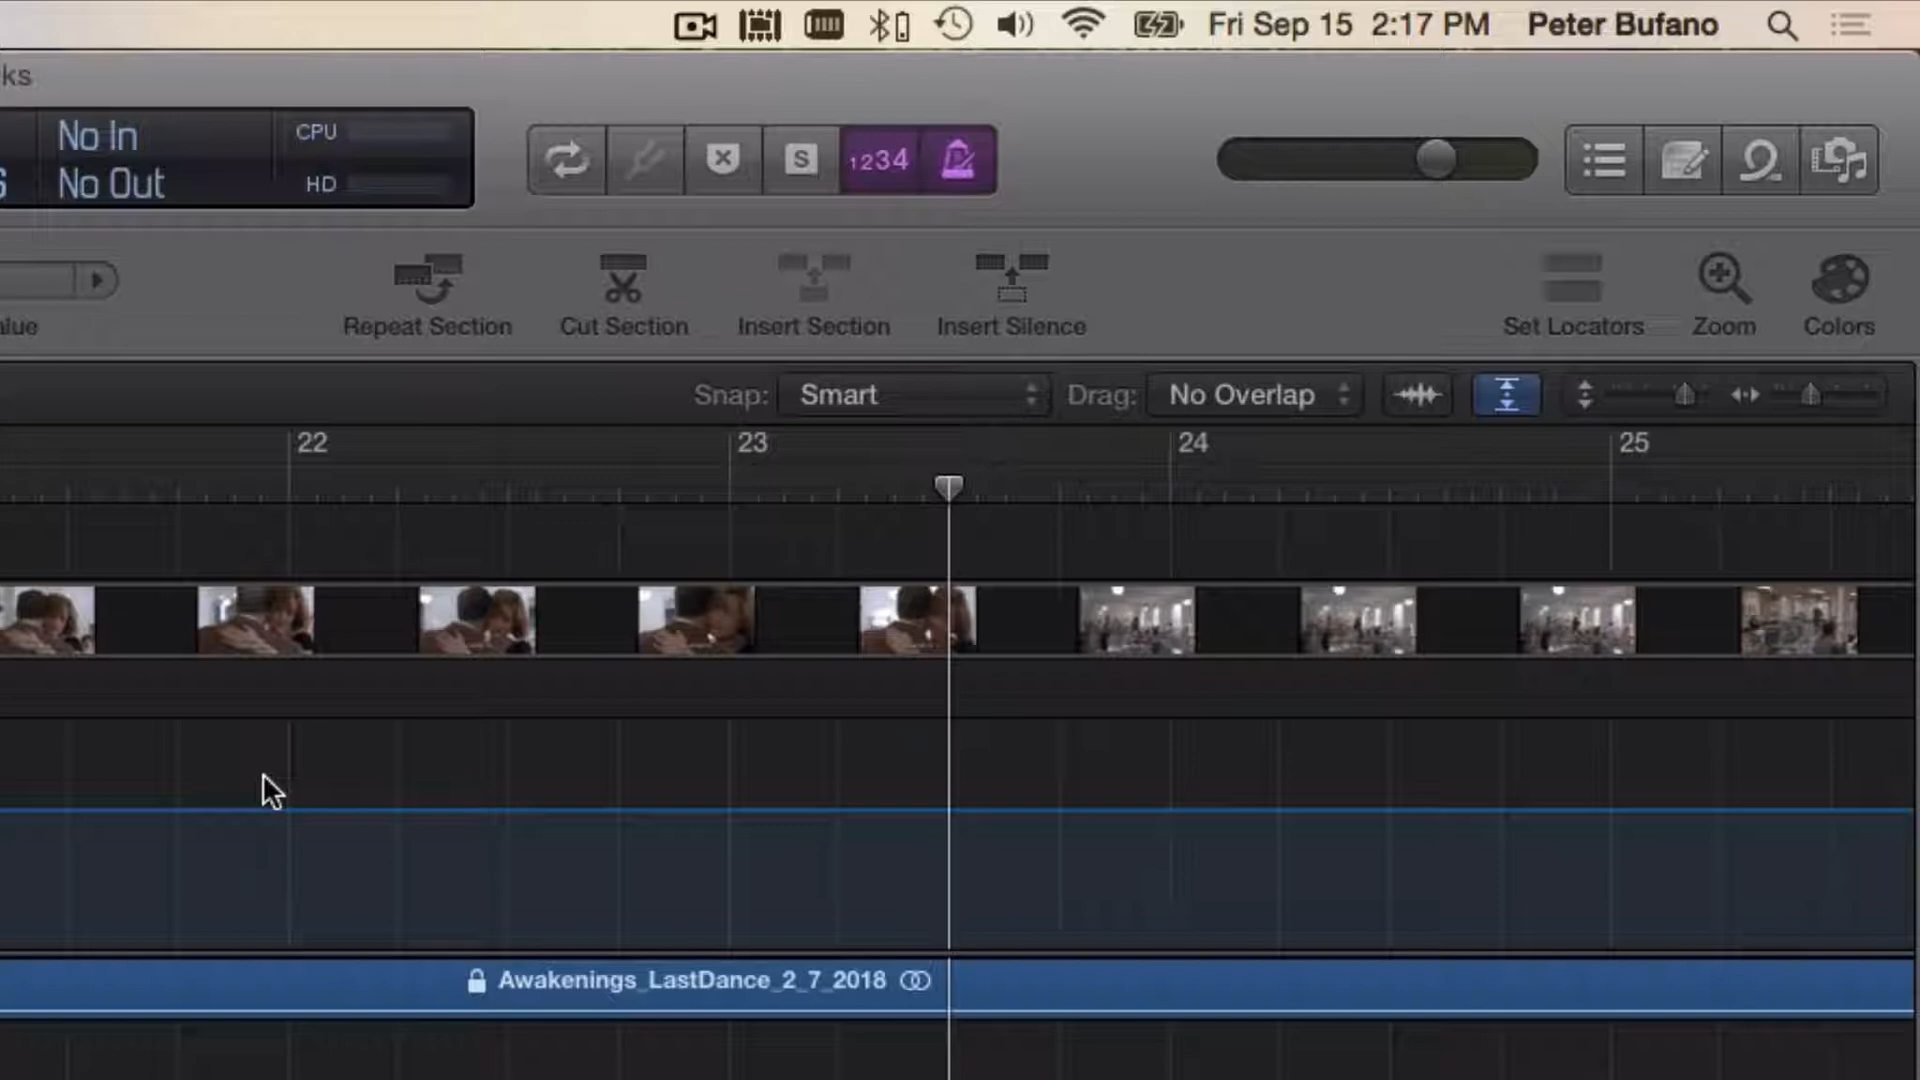 Fri Sep 15 2:17 PM Peter Bufano
ks
No In
CPU
No Out
HD
S
1234
alue
Repeat Section
Cut Section
Insert Section
Insert Silence
Set Locators
Zoom
Colors
Snap: Smart
Drag: No Overlap
22
23
24
25
Awakenings_LastDance_2_7_2018